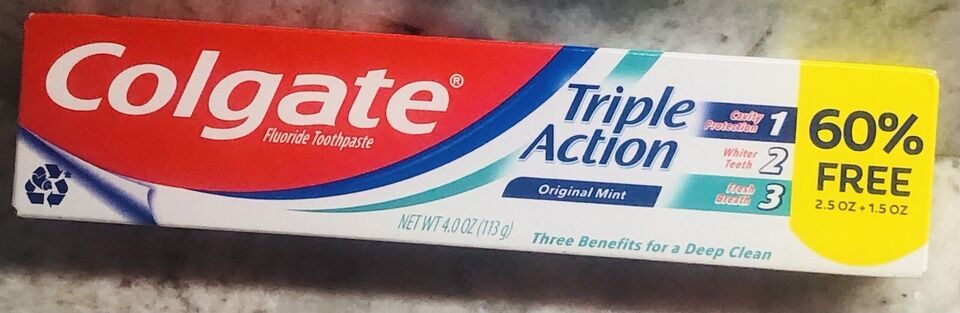 Colgate®
Fluoride Toothpaste
NET WT 4.0 OZ (113 g)
Triple
Action
Original Mint
Cavity
Protection 1
Whiter
Teeth 2
Fresh
Breath 3
Three Benefits for a Deep Clean
60%
FREE
2.5 OZ + 1.5 OZ